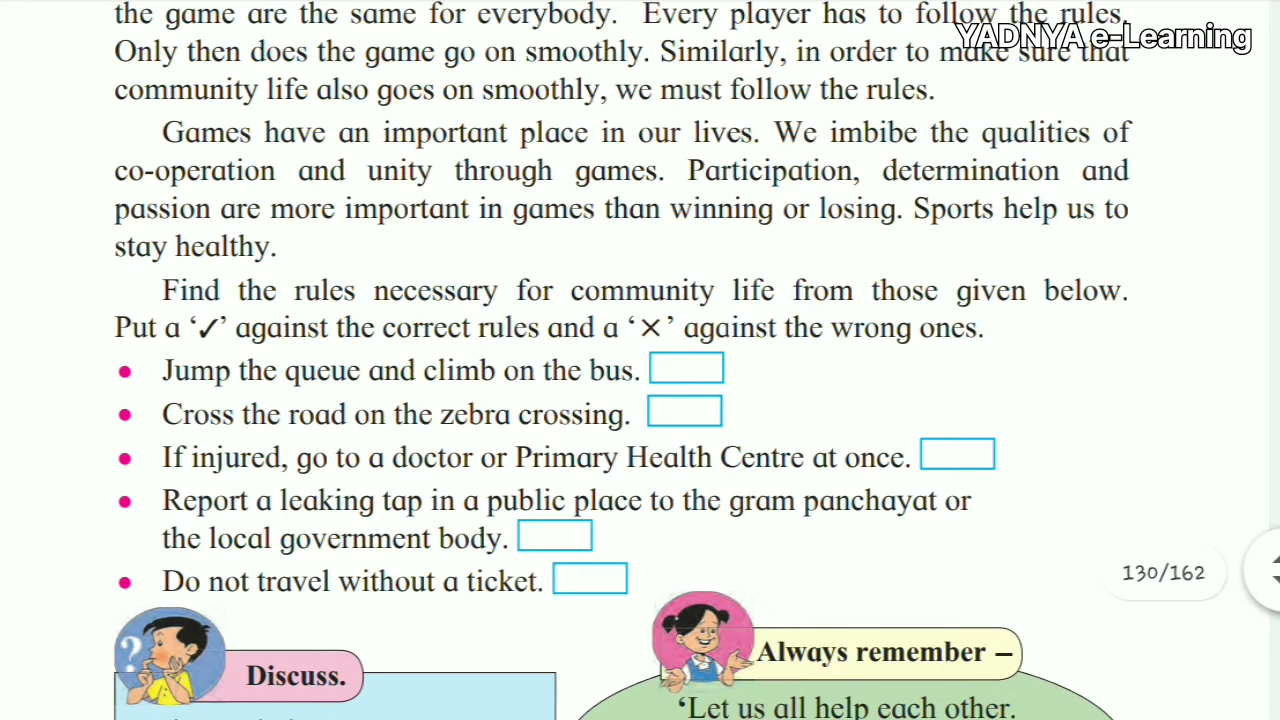 the game are the same for everybody. Every player has to follow the rules.
YADNYA e-Learning
Only then does the game go on smoothly. Similarly, in order to make sure that
community life also goes on smoothly, we must follow the rules.
Games have an important place in our lives. We imbibe the qualities of
co-operation and unity through games. Participation, determination and
passion are more important in games than winning or losing. Sports help us to
stay healthy.
Find the rules necessary for community life from those given below.
Put a ‘✓’ against the correct rules and a ‘✕’ against the wrong ones.
• Jump the queue and climb on the bus.
• Cross the road on the zebra crossing.
• If injured, go to a doctor or Primary Health Centre at once.
• Report a leaking tap in a public place to the gram panchayat or
the local government body.
• Do not travel without a ticket.
130/162
?
Discuss.
Always remember –
‘Let us all help each other.